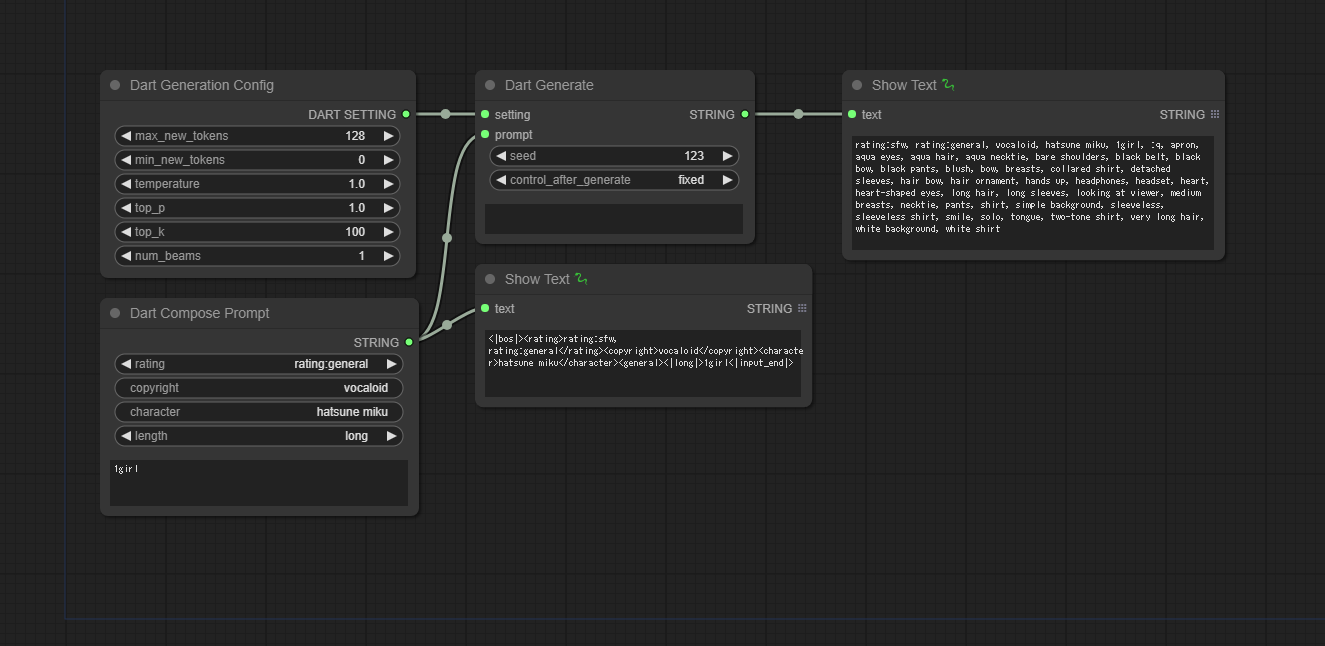 Dart Generation Config
DART SETTING
max_new_tokens 128
min_new_tokens 0
temperature 1.0
top_p 1.0
top_k 100
num_beams 1
Dart Compose Prompt
STRING
rating rating:general
copyright vocaloid
character hatsune miku
length long
1girl
Dart Generate
setting STRING
prompt
seed 123
control_after_generate fixed
Show Text
text STRING
<|bos|><rating>rating:sfw,
rating:general</rating><copyright>vocaloid</copyright><characte
r>hatsune miku</character><general><|long|>1girl<|input_end|>
Show Text
text STRING
rating:sfw, rating:general, vocaloid, hatsune miku, 1girl, :q, apron,
aqua eyes, aqua hair, aqua necktie, bare shoulders, black belt, black
bow, black pants, blush, bow, breasts, collared shirt, detached
sleeves, hair bow, hair ornament, hands up, headphones, headset, heart,
heart-shaped eyes, long hair, long sleeves, looking at viewer, medium
breasts, necktie, pants, shirt, simple background, sleeveless,
sleeveless shirt, smile, solo, tongue, two-tone shirt, very long hair,
white background, white shirt